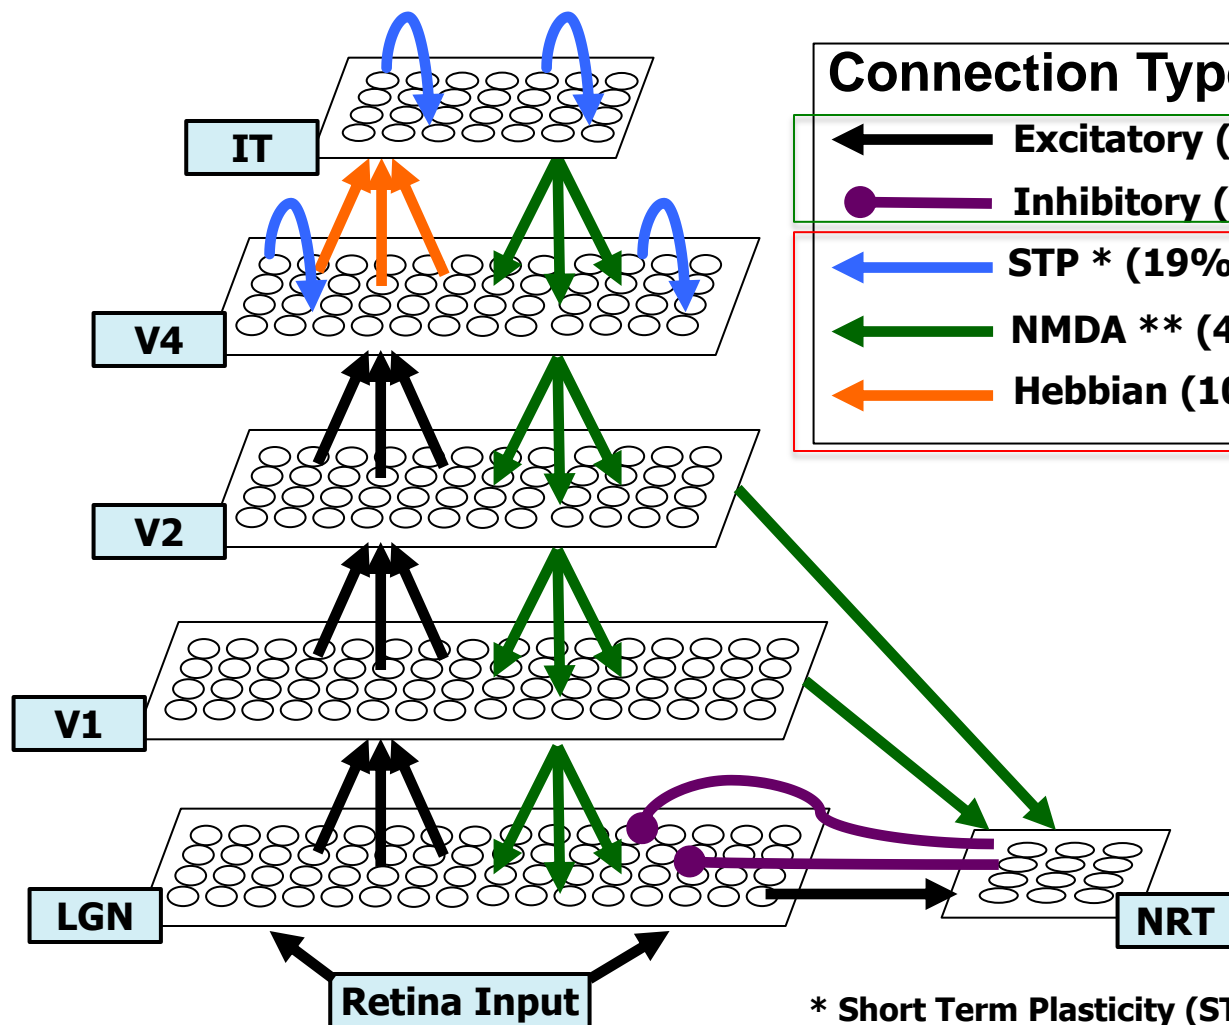 Connection Typ
Excitatory (
Inhibitory (
IT
STP * (19%
V4
NMDA ** (4
Hebbian (10
V2
V1
LGN
NRT
Retina Input
* Short Term Plasticity (ST